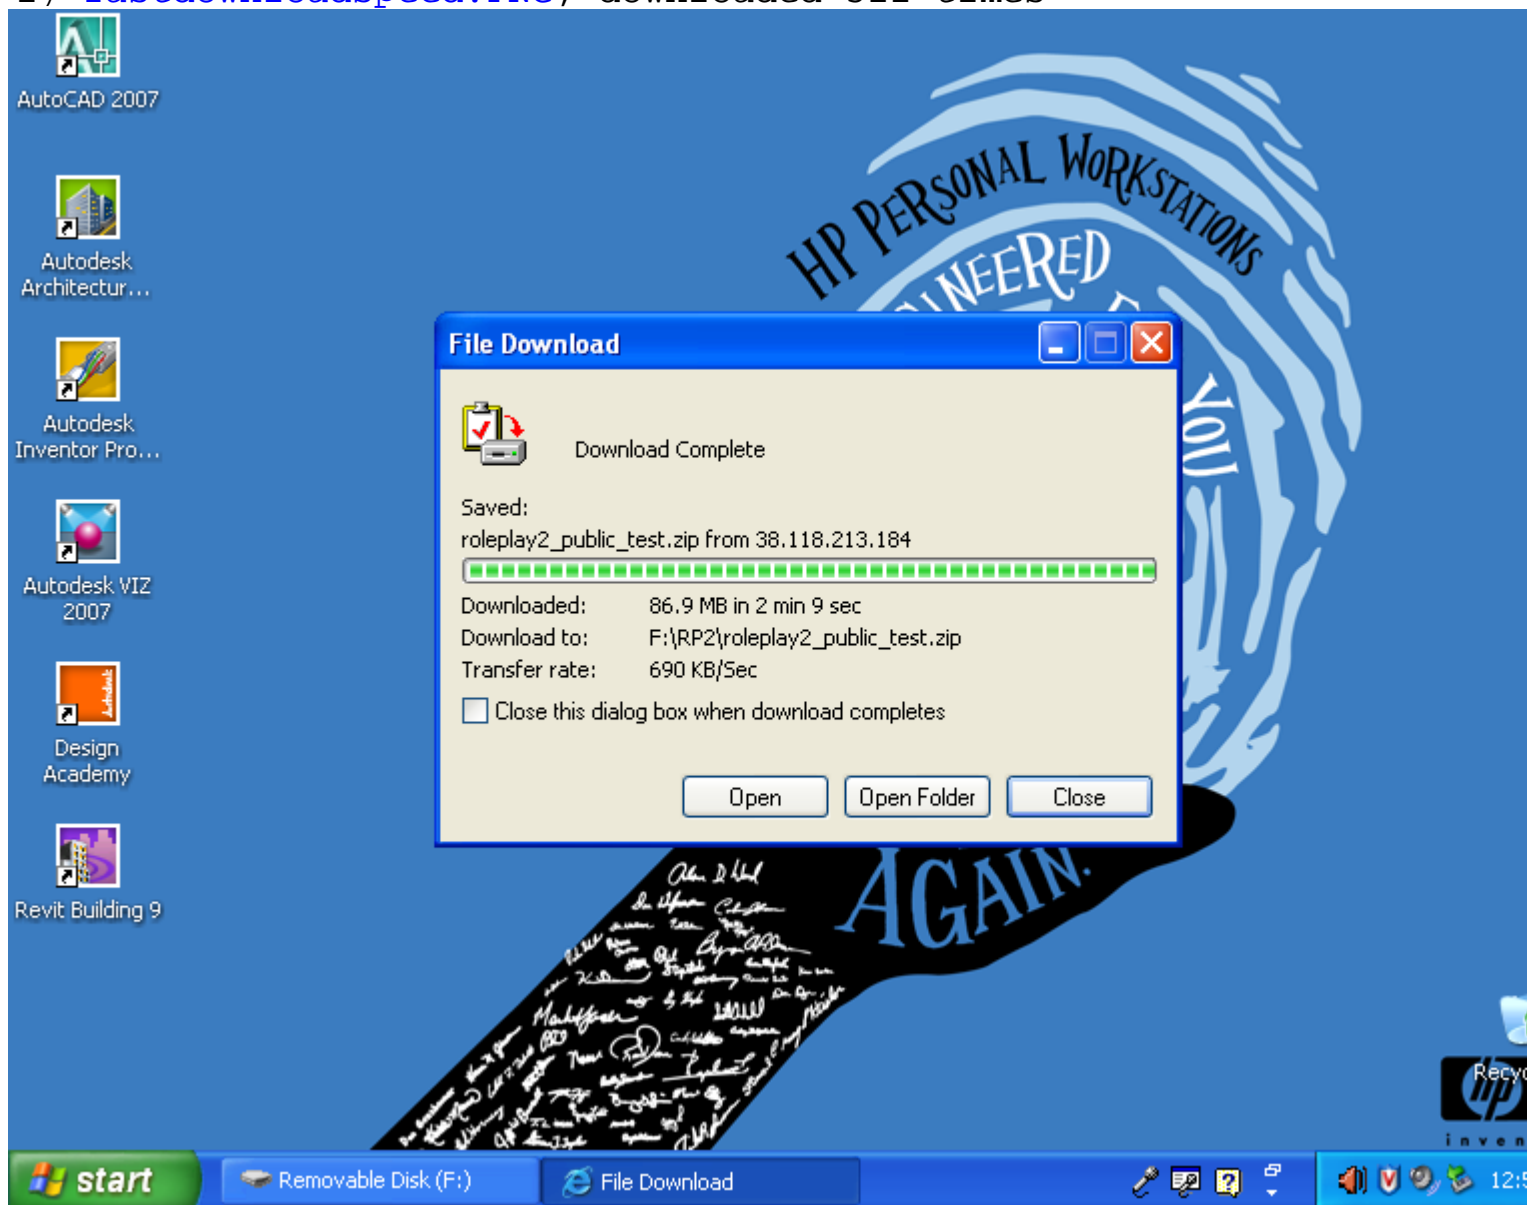 AutoCAD 2007
Autodesk
Architectur...
Autodesk
Inventor Pro...
Autodesk VIZ
2007
Design
Academy
Revit Building 9
HP PERSONAL WORKSTATIONS
YOU
AGAIN.
File Download
Download Complete
Saved:
roleplay2_public_test.zip from 38.118.213.184
Downloaded: 86.9 MB in 2 min 9 sec
Download to: F:\RP2\roleplay2_public_test.zip
Transfer rate: 690 KB/Sec
Close this dialog box when download completes
Open Open Folder Close
hp
start Removable Disk (F:) File Download